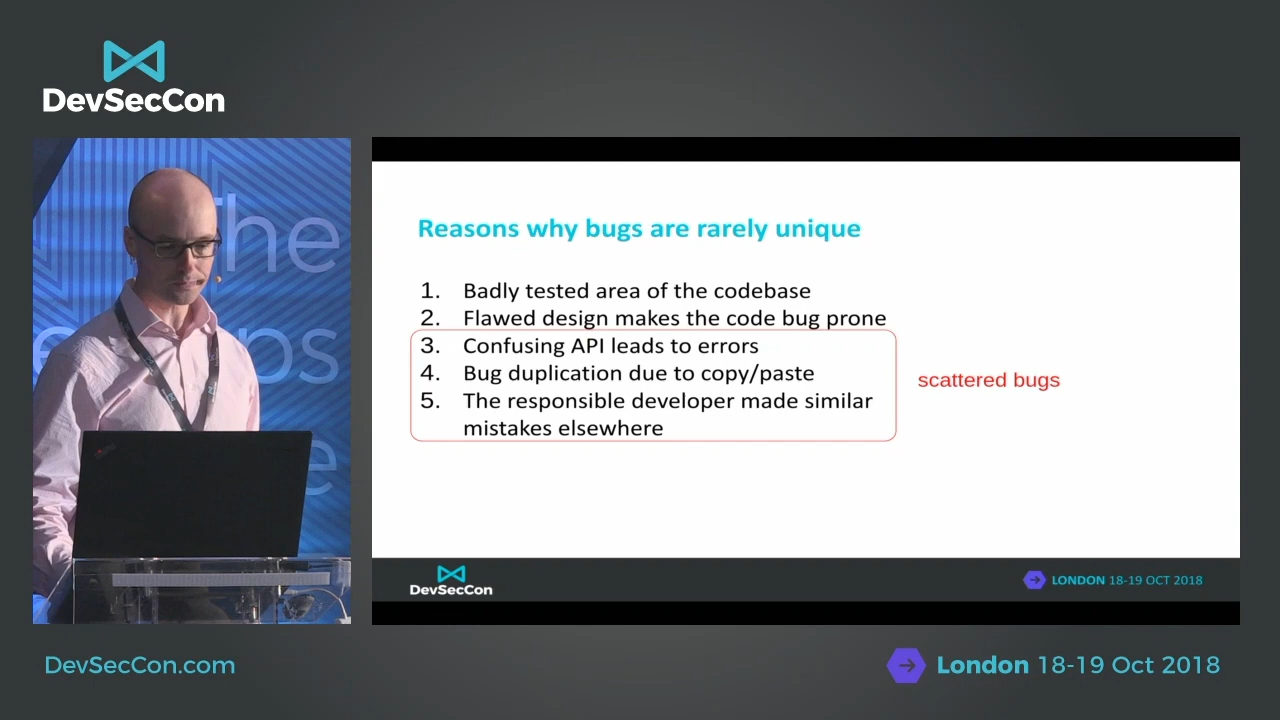 DevSecCon
The
ps
e
Reasons why bugs are rarely unique
1. Badly tested area of the codebase
2. Flawed design makes the code bug prone
3. Confusing API leads to errors
4. Bug duplication due to copy/paste
5. The responsible developer made similar
mistakes elsewhere
scattered bugs
DevSecCon
LONDON 18-19 OCT 2018
DevSecCon.com
London 18-19 Oct 2018